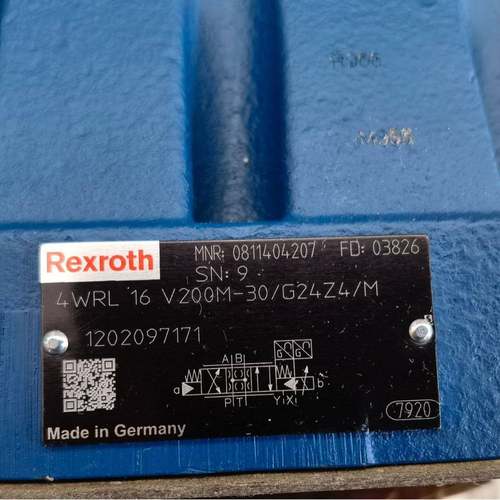 Rexroth
MNR: 0811404207 FD: 03826
SN: 9
4WRL 16 V200M-30/G24Z4/M
1202097171
A B
G G
a b
P T Y X
7920
Made in Germany